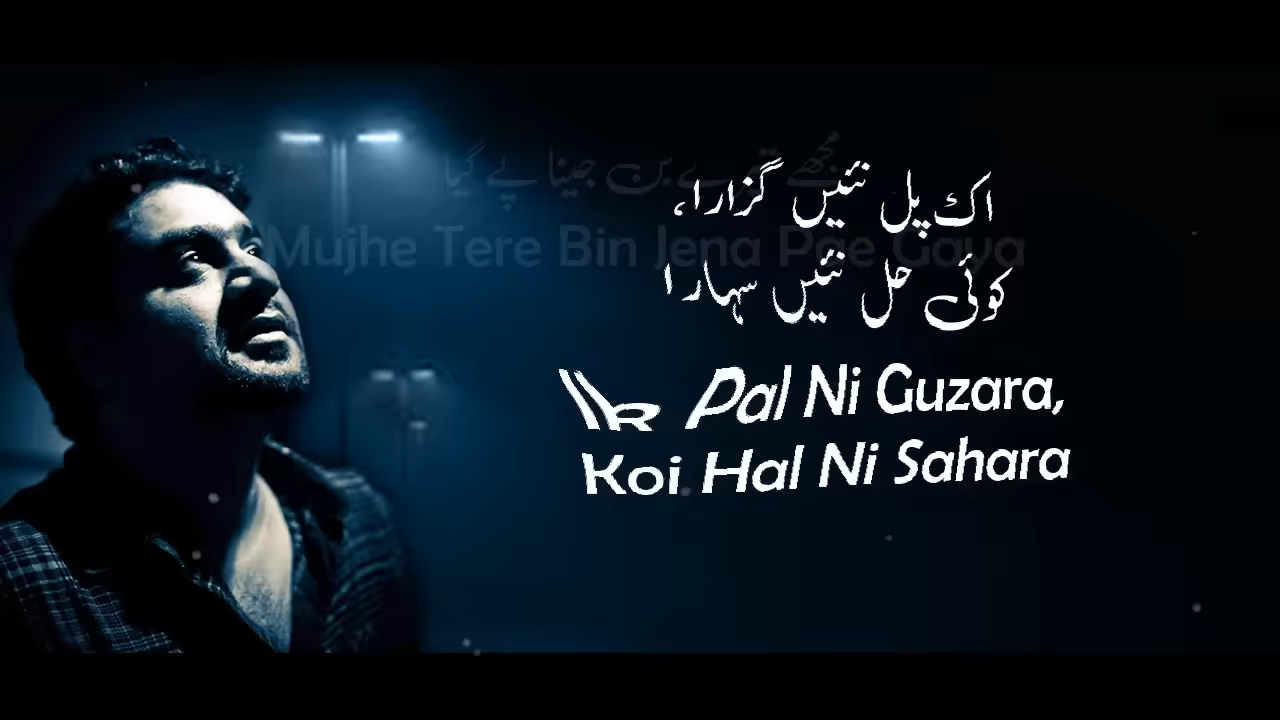 مجھے تیرے بن جینا پے گیا
Mujhe Tere Bin Jena Pae Gaya
اک پل نئیں گزارا،
کوئی حل نئیں سہارا
Pal Ni Guzara,
Koi Hal Ni Sahara